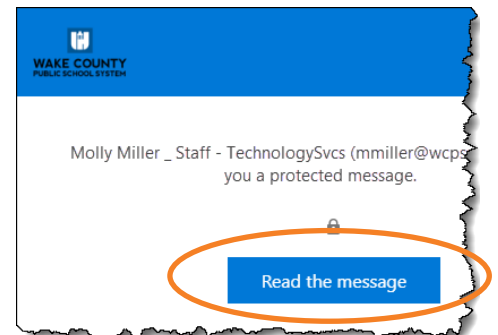 WAKE COUNTY
PUBLIC SCHOOL SYSTEM
Molly Miller _ Staff - TechnologySvcs (mmiller@wcps
you a protected message.
Read the message